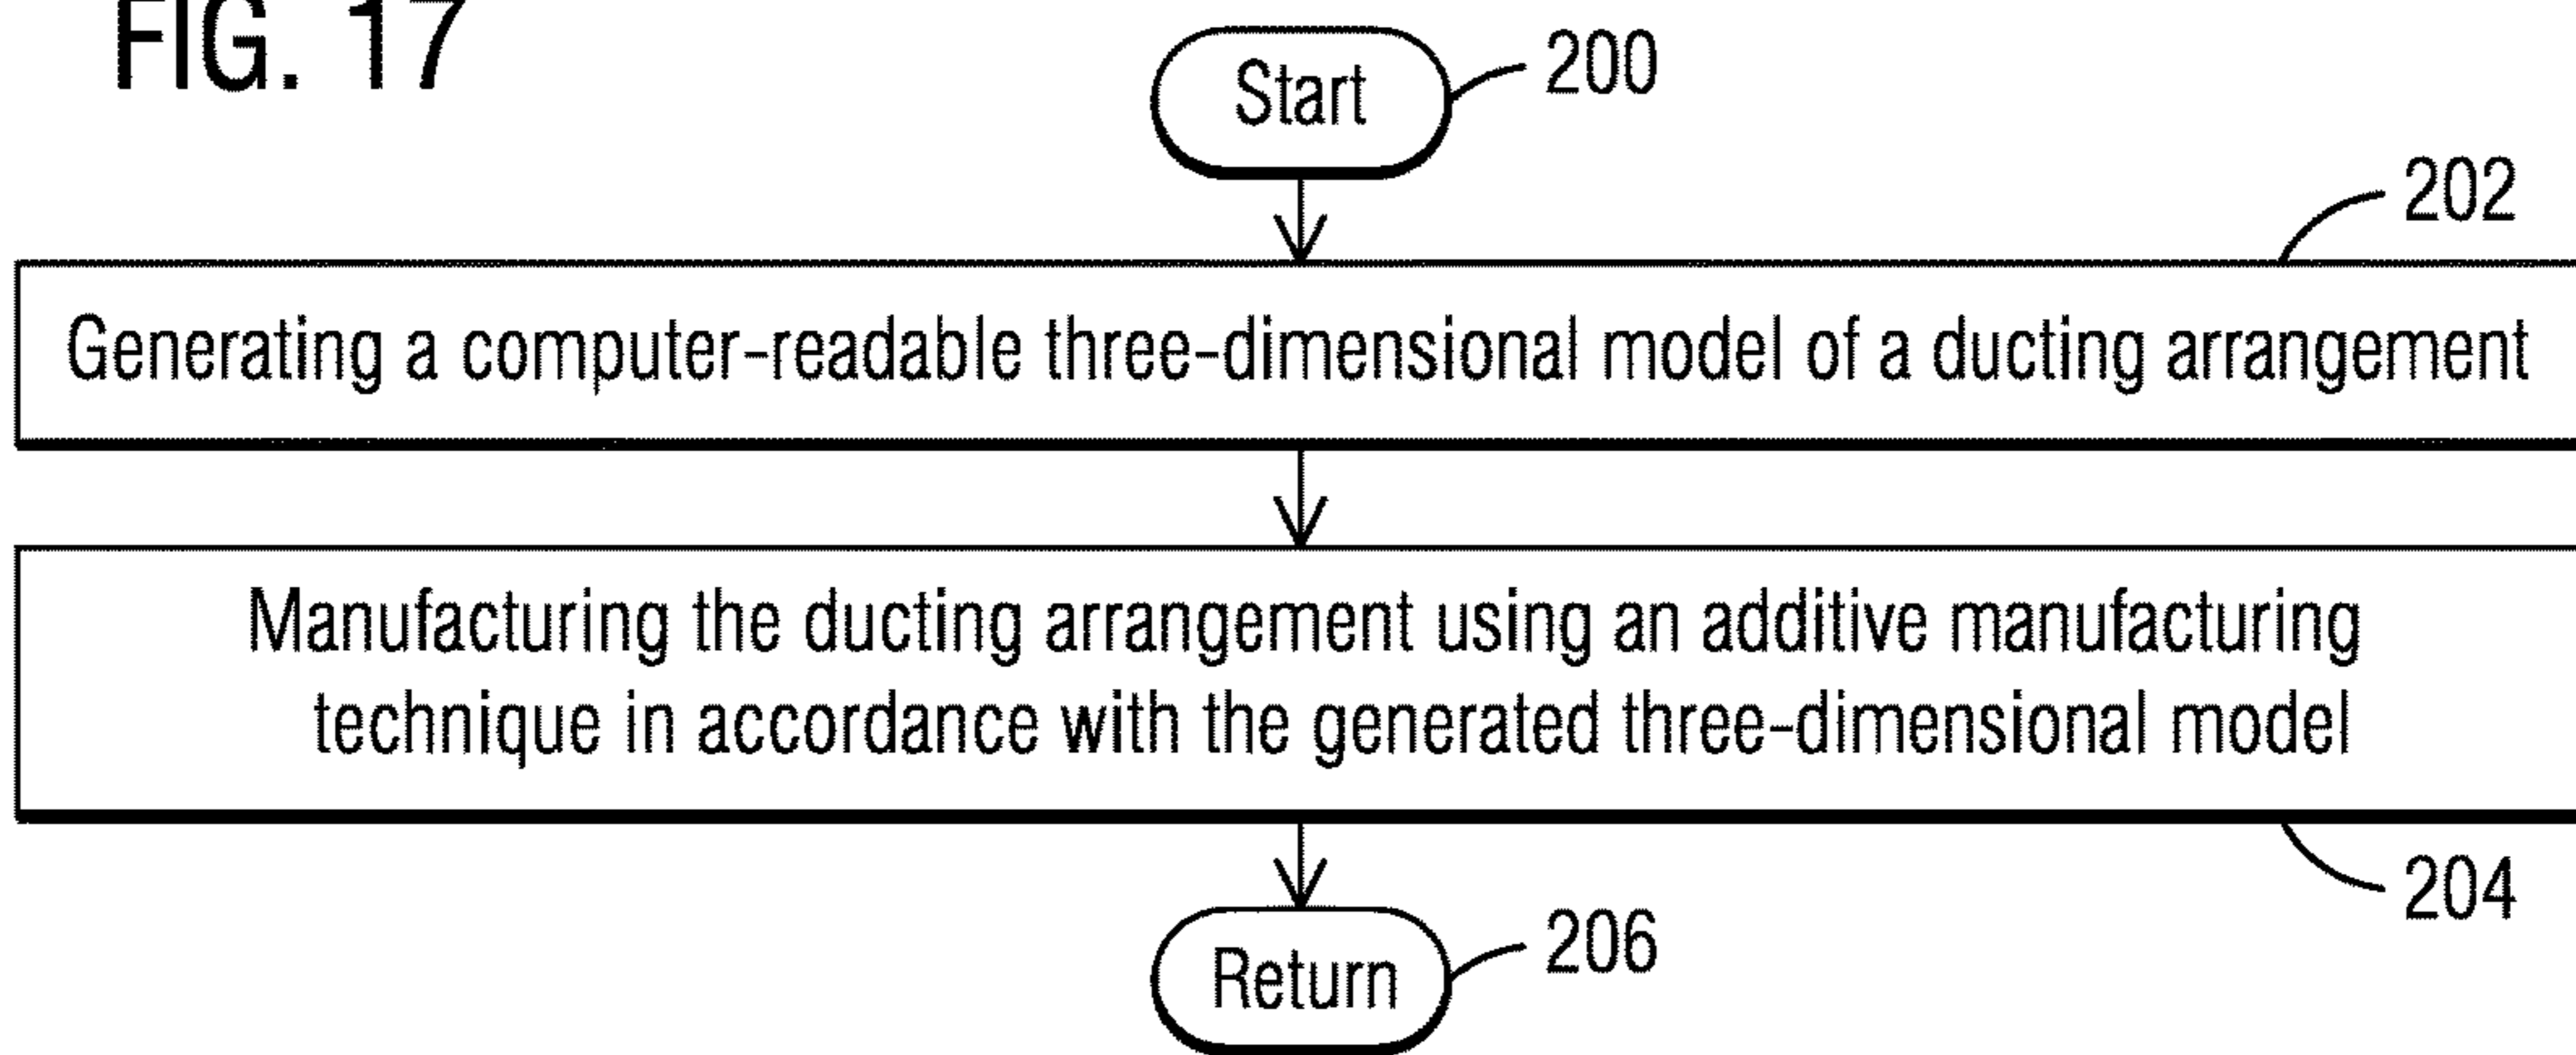 FIG. 17
Start
200
202
Generating a computer-readable three-dimensional model of a ducting arrangement
Manufacturing the ducting arrangement using an additive manufacturing
technique in accordance with the generated three-dimensional model
204
Return
206